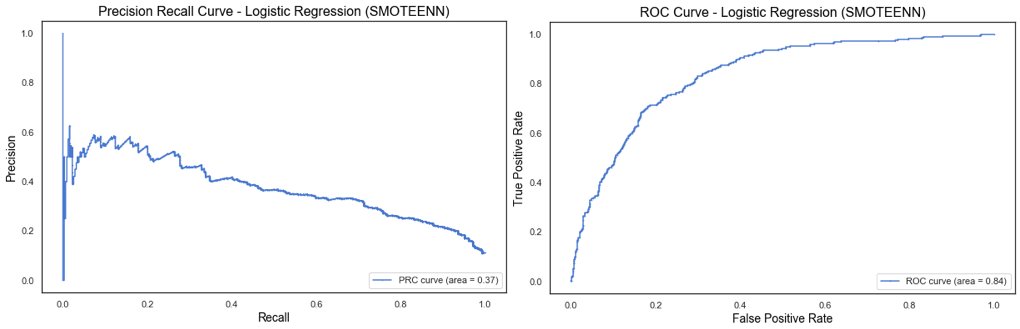 Precision Recall Curve - Logistic Regression (SMOTEENN)
Precision
1.0
0.8
0.6
0.4
0.2
0.0
0.0 0.2 0.4 0.6 0.8 1.0
Recall
PRC curve (area = 0.37)
ROC Curve - Logistic Regression (SMOTEENN)
True Positive Rate
1.0
0.8
0.6
0.4
0.2
0.0
0.0 0.2 0.4 0.6 0.8 1.0
False Positive Rate
ROC curve (area = 0.84)